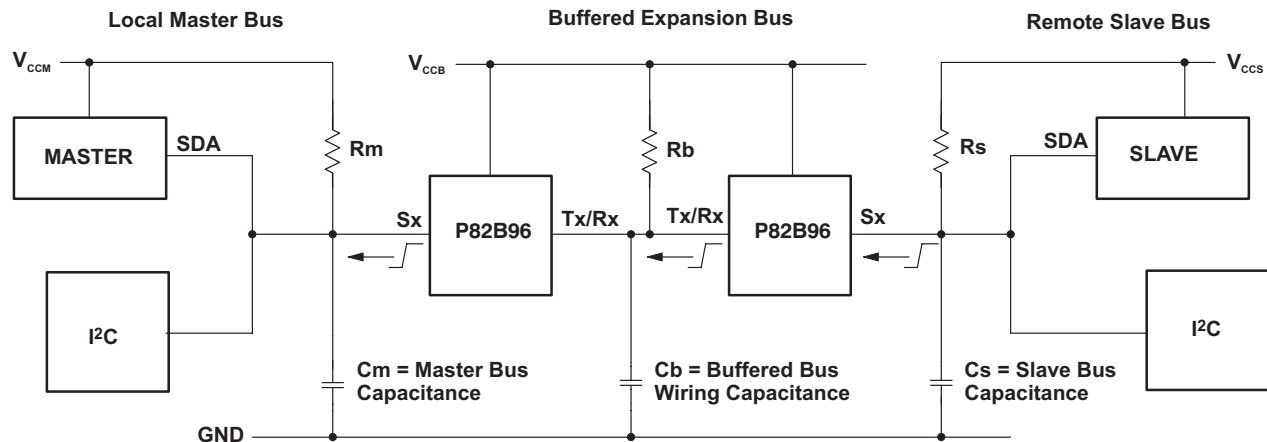 Local Master Bus
Buffered Expansion Bus
Remote Slave Bus
VCCM
VCCB
VCCS
MASTER
SDA
Rm
Rb
Rs
SDA
SLAVE
Sx
P82B96
Tx/Rx
Tx/Rx
P82B96
Sx
I²C
I²C
Cm = Master Bus
Capacitance
Cb = Buffered Bus
Wiring Capacitance
Cs = Slave Bus
Capacitance
GND